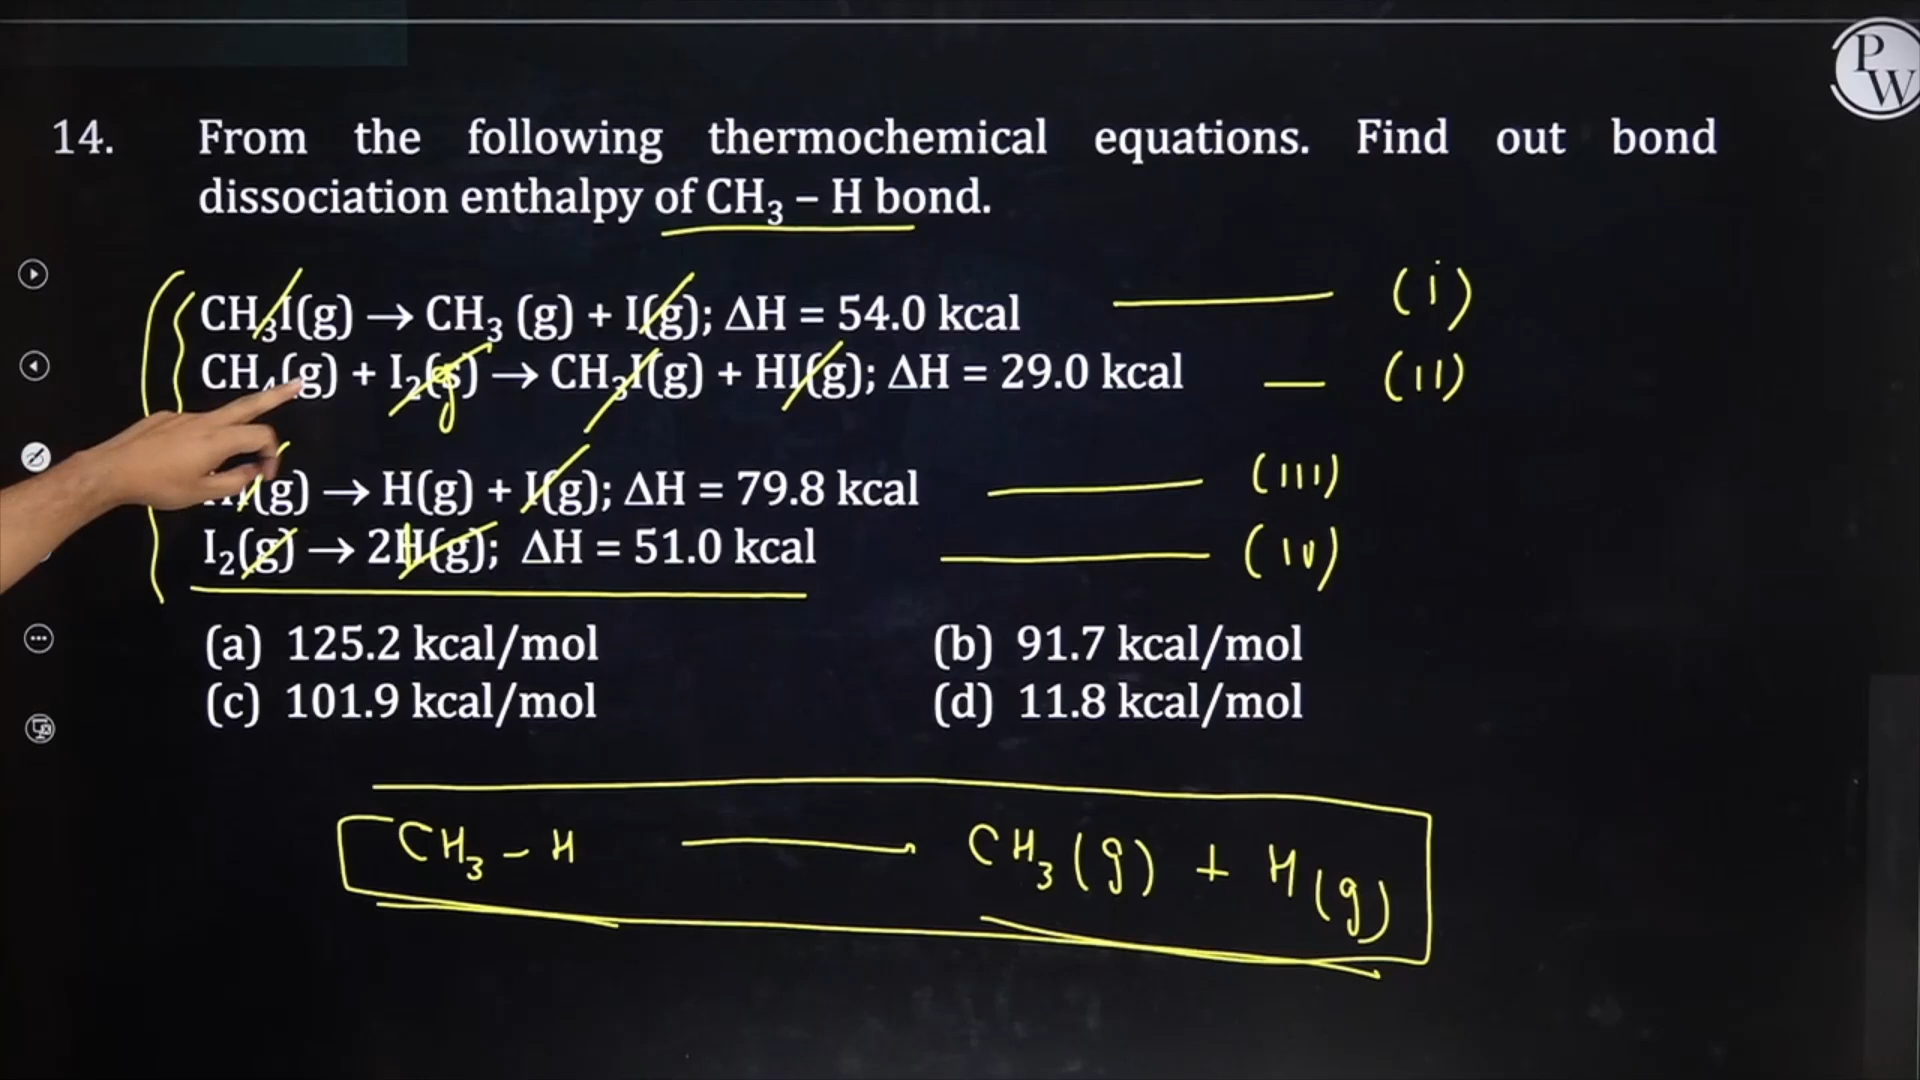 PW
14. From the following thermochemical equations. Find out bond
dissociation enthalpy of CH₃ – H bond.
CH₃I(g) → CH₃ (g) + I(g); ΔH = 54.0 kcal (i)
CH₄(g) + I₂(g) → CH₃I(g) + HI(g); ΔH = 29.0 kcal (ii)
(g) → H(g) + I(g); ΔH = 79.8 kcal (iii)
I₂(g) → 2I(g); ΔH = 51.0 kcal (iv)
(a) 125.2 kcal/mol (b) 91.7 kcal/mol
(c) 101.9 kcal/mol (d) 11.8 kcal/mol
CH₃ – H → CH₃(g) + H(g)